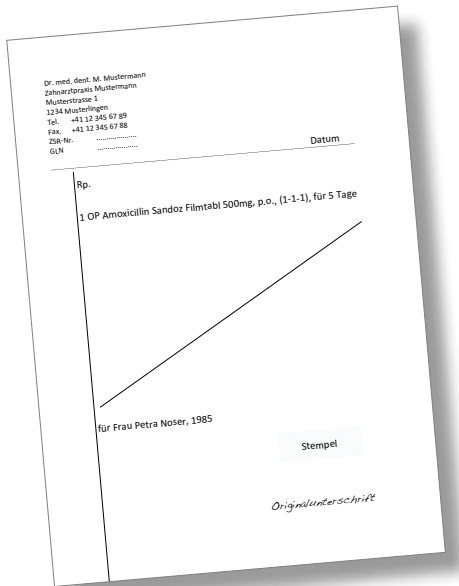 Dr. med. dent. M. Mustermann
Zahnarztpraxis Mustermann
Musterstrasse 1
1234 Musterlingen
Tel. +41 12 345 67 89
Fax. +41 12 345 67 88
ZSR-Nr. ...................
GLN ...................
Datum
Rp.
1 OP Amoxicillin Sandoz Filmtabl 500mg, p.o., (1-1-1), für 5 Tage
für Frau Petra Noser, 1985
Stempel
Originalunterschrift